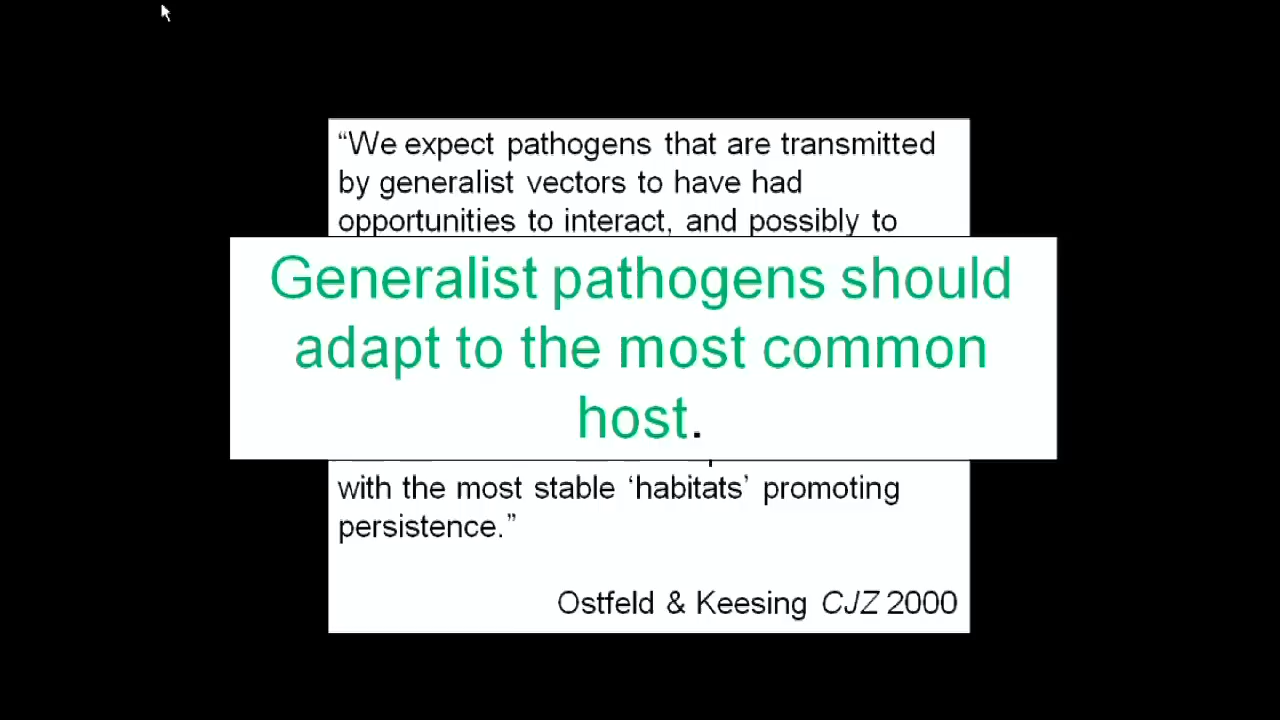 “We expect pathogens that are transmitted
by generalist vectors to have had
opportunities to interact, and possibly to
Generalist pathogens should
adapt to the most common
host.
with the most stable ‘habitats’ promoting
persistence.”
Ostfeld & Keesing CJZ 2000